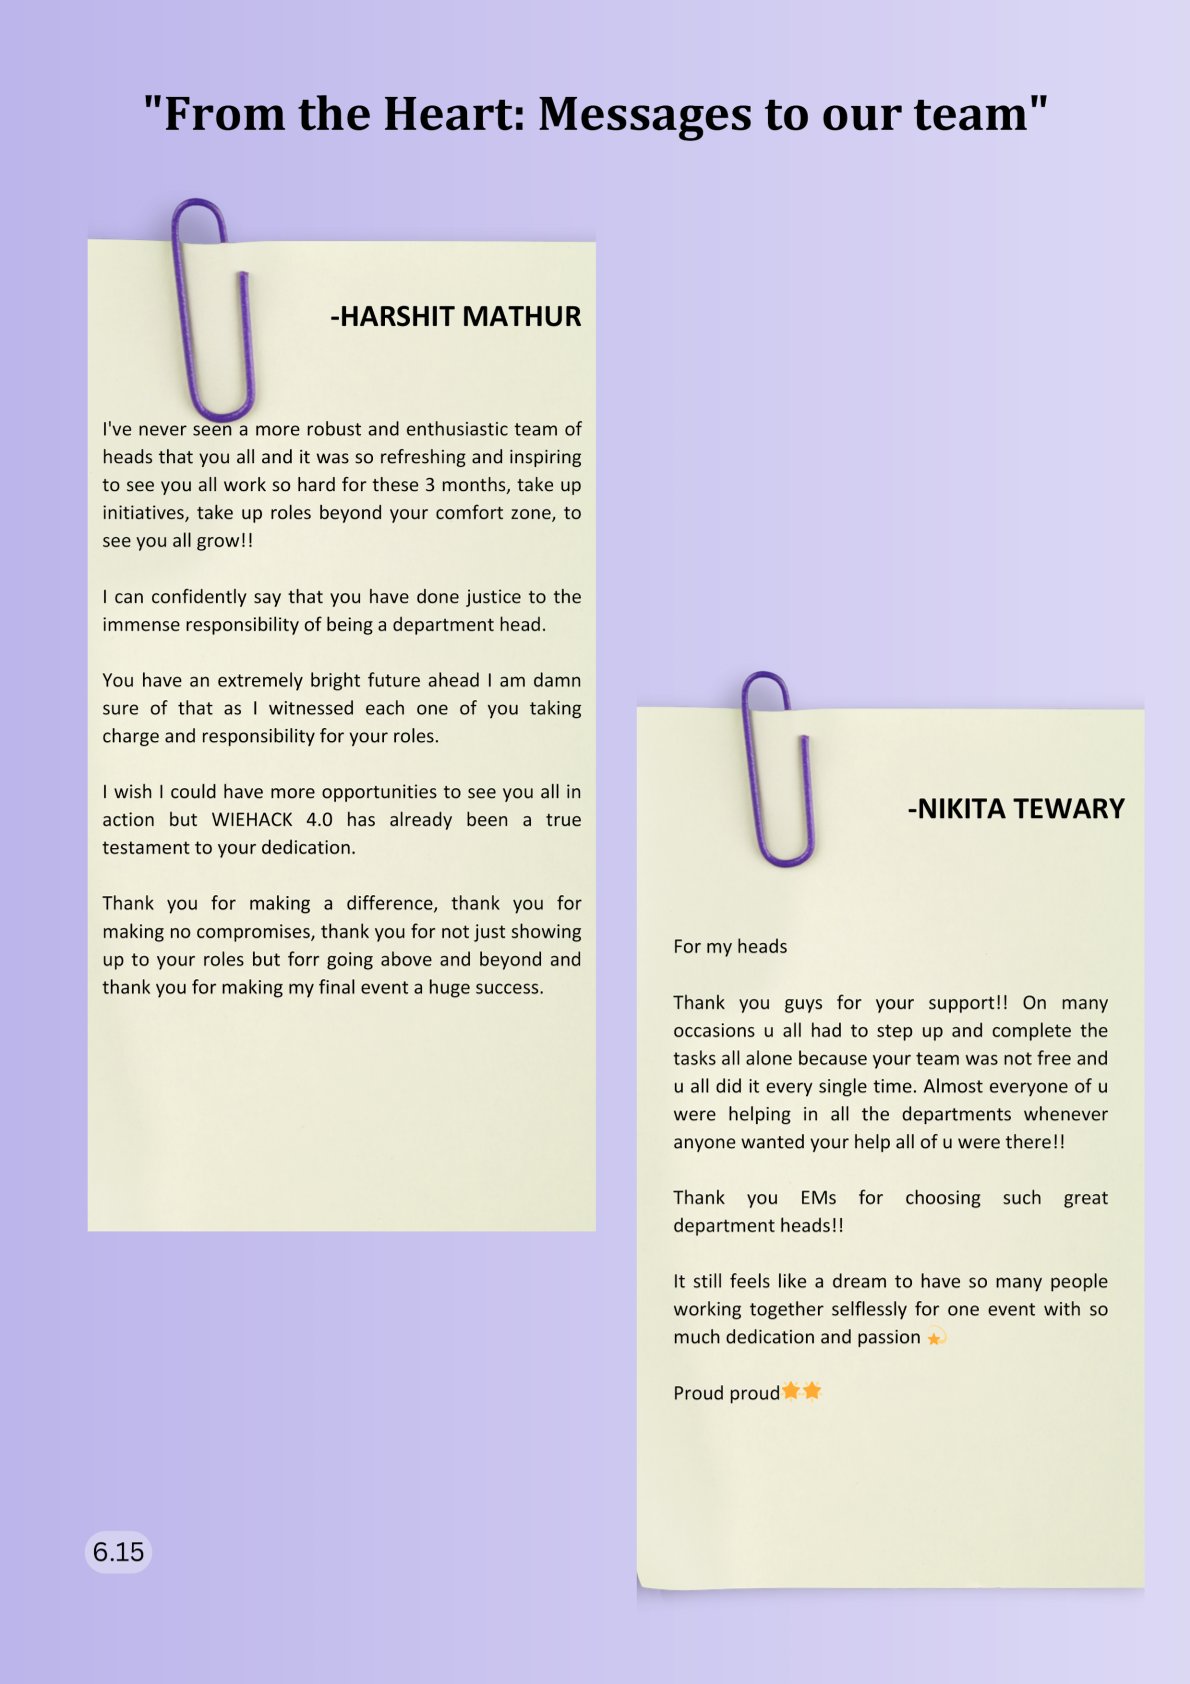 "From the Heart: Messages to our team"
-HARSHIT MATHUR
I've never seen a more robust and enthusiastic team of
heads that you all and it was so refreshing and inspiring
to see you all work so hard for these 3 months, take up
initiatives, take up roles beyond your comfort zone, to
see you all grow!!
I can confidently say that you have done justice to the
immense responsibility of being a department head.
You have an extremely bright future ahead I am damn
sure of that as I witnessed each one of you taking
charge and responsibility for your roles.
I wish I could have more opportunities to see you all in
action but WIEHACK 4.0 has already been a true
testament to your dedication.
Thank you for making a difference, thank you for
making no compromises, thank you for not just showing
up to your roles but forr going above and beyond and
thank you for making my final event a huge success.
-NIKITA TEWARY
For my heads
Thank you guys for your support!! On many
occasions u all had to step up and complete the
tasks all alone because your team was not free and
u all did it every single time. Almost everyone of u
were helping in all the departments whenever
anyone wanted your help all of u were there!!
Thank you EMs for choosing such great
department heads!!
It still feels like a dream to have so many people
working together selflessly for one event with so
much dedication and passion 💫
Proud proud🌟🌟
6.15